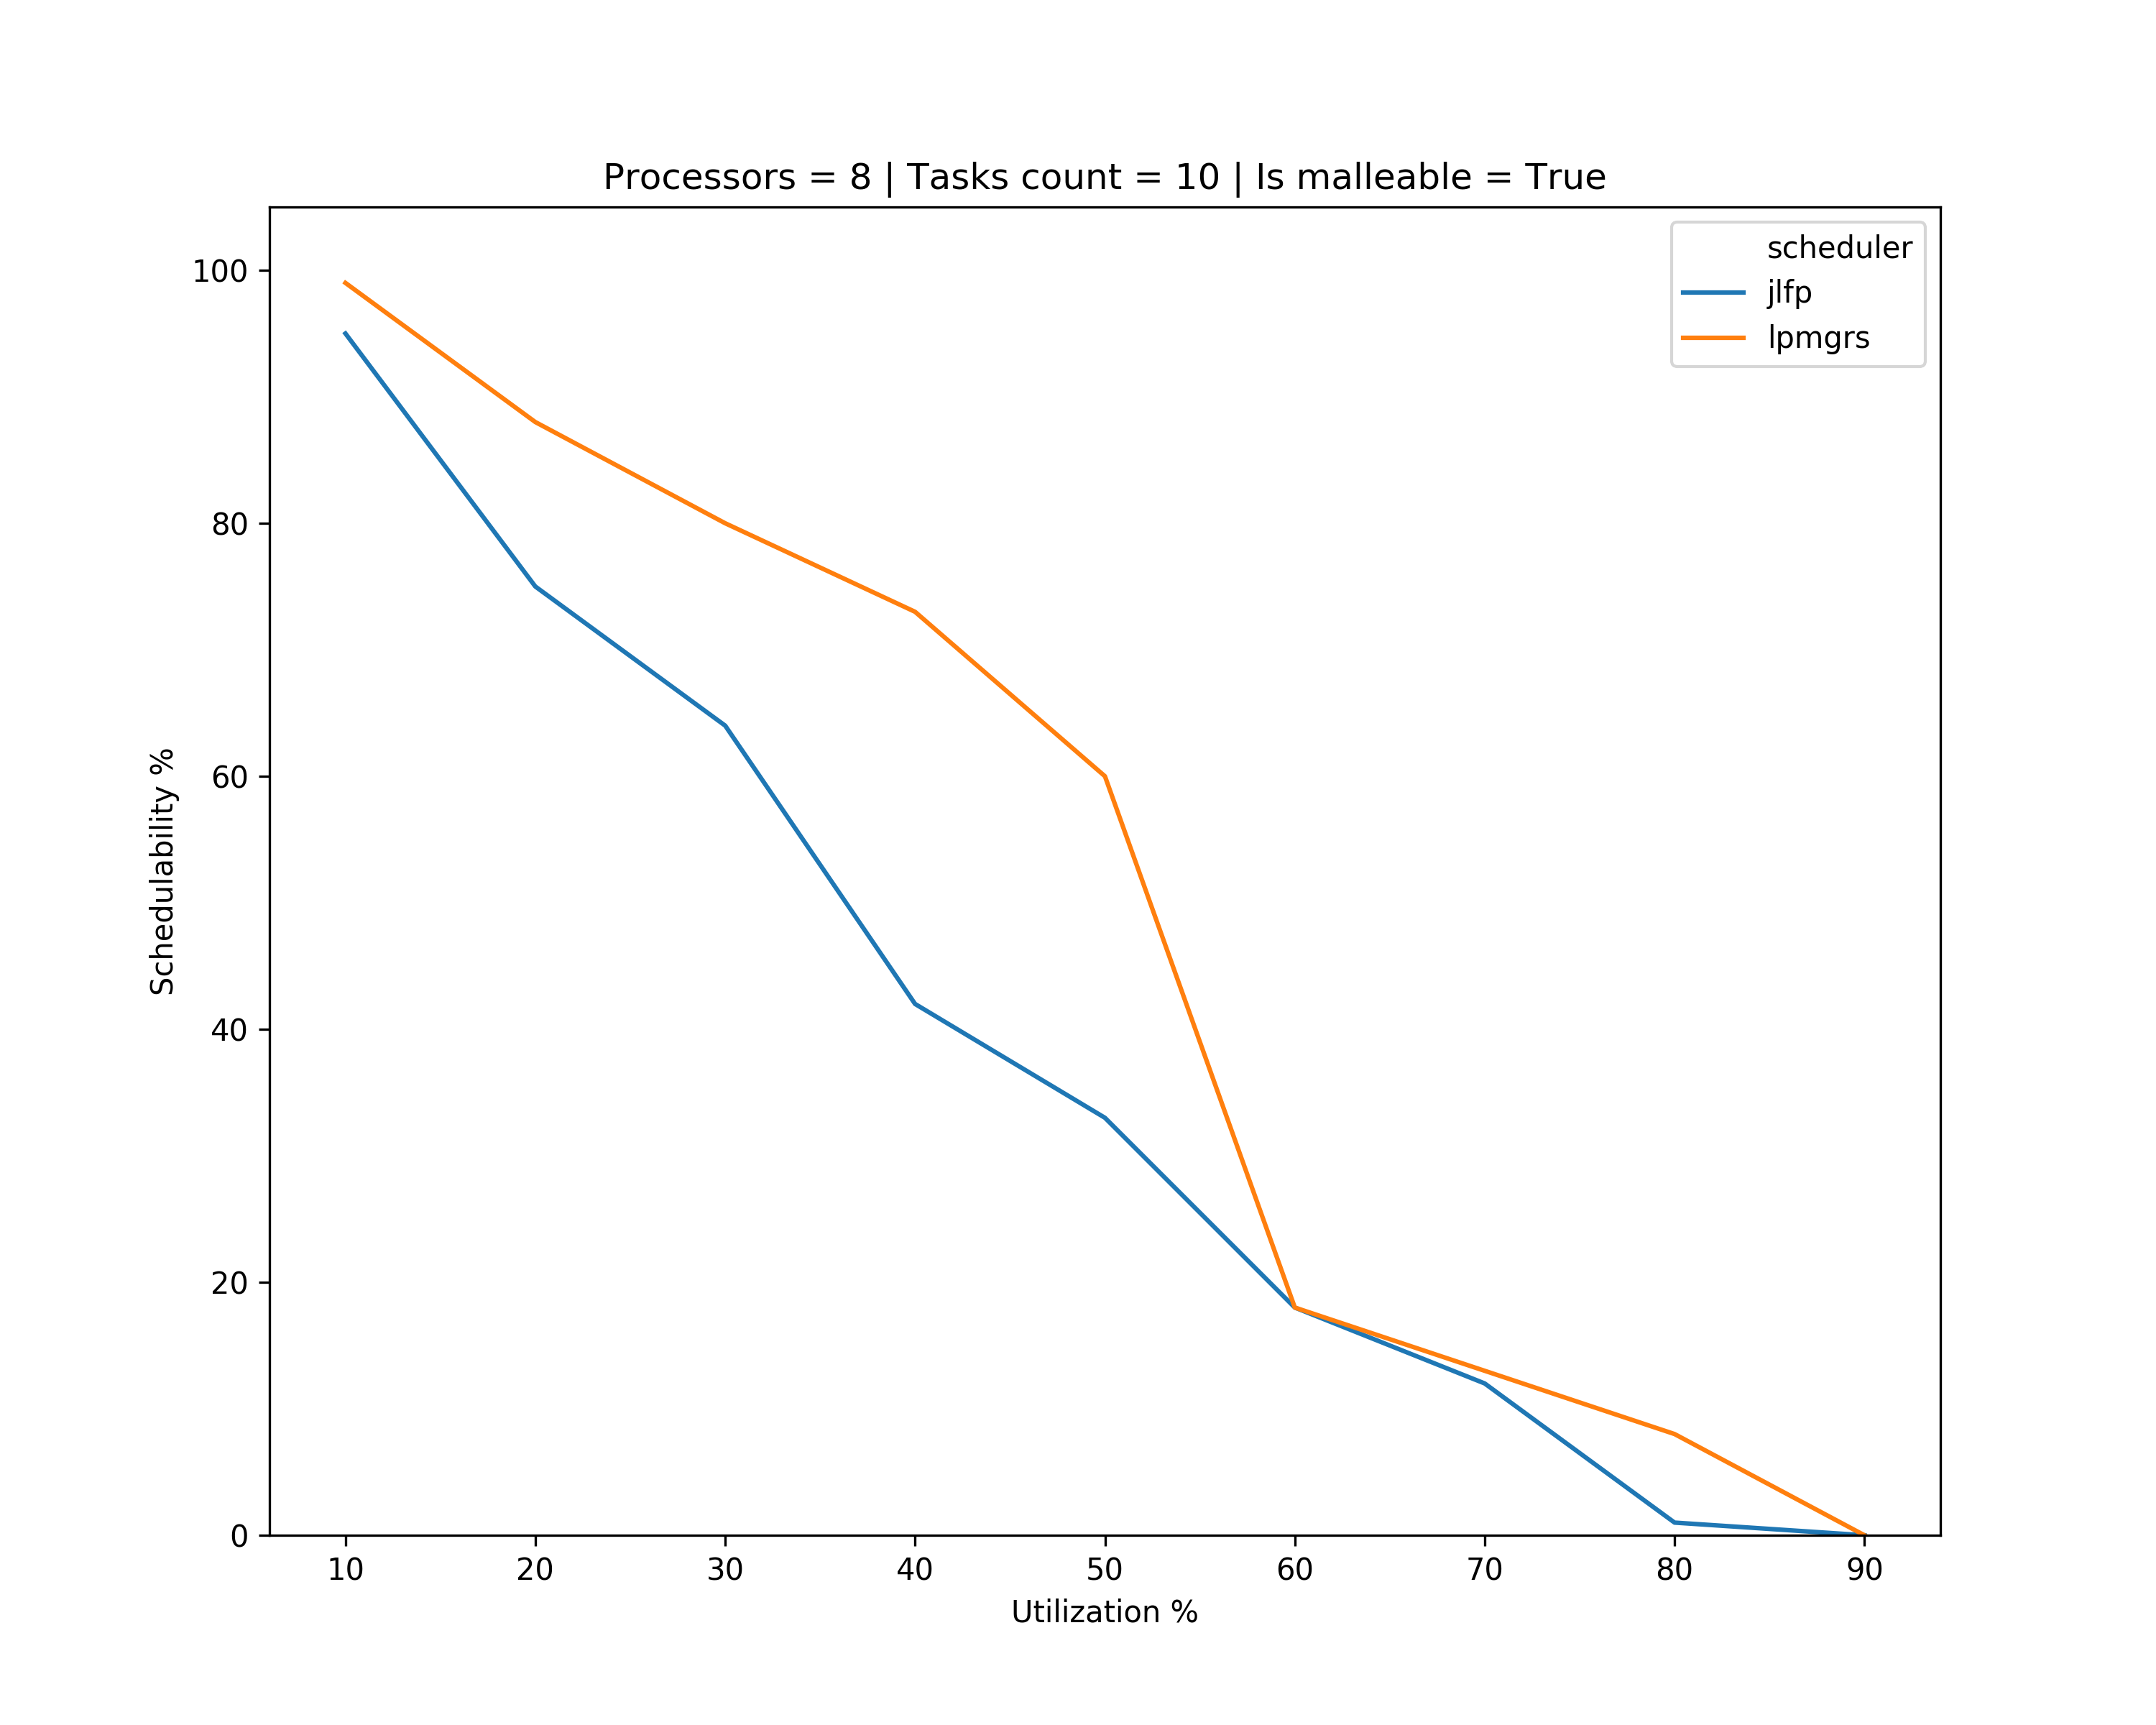 Processors = 8 | Tasks count = 10 | Is malleable = True
scheduler
jlfp
lpmgrs
Schedulability %
100
80
60
40
20
0
10 20 30 40 50 60 70 80 90
Utilization %